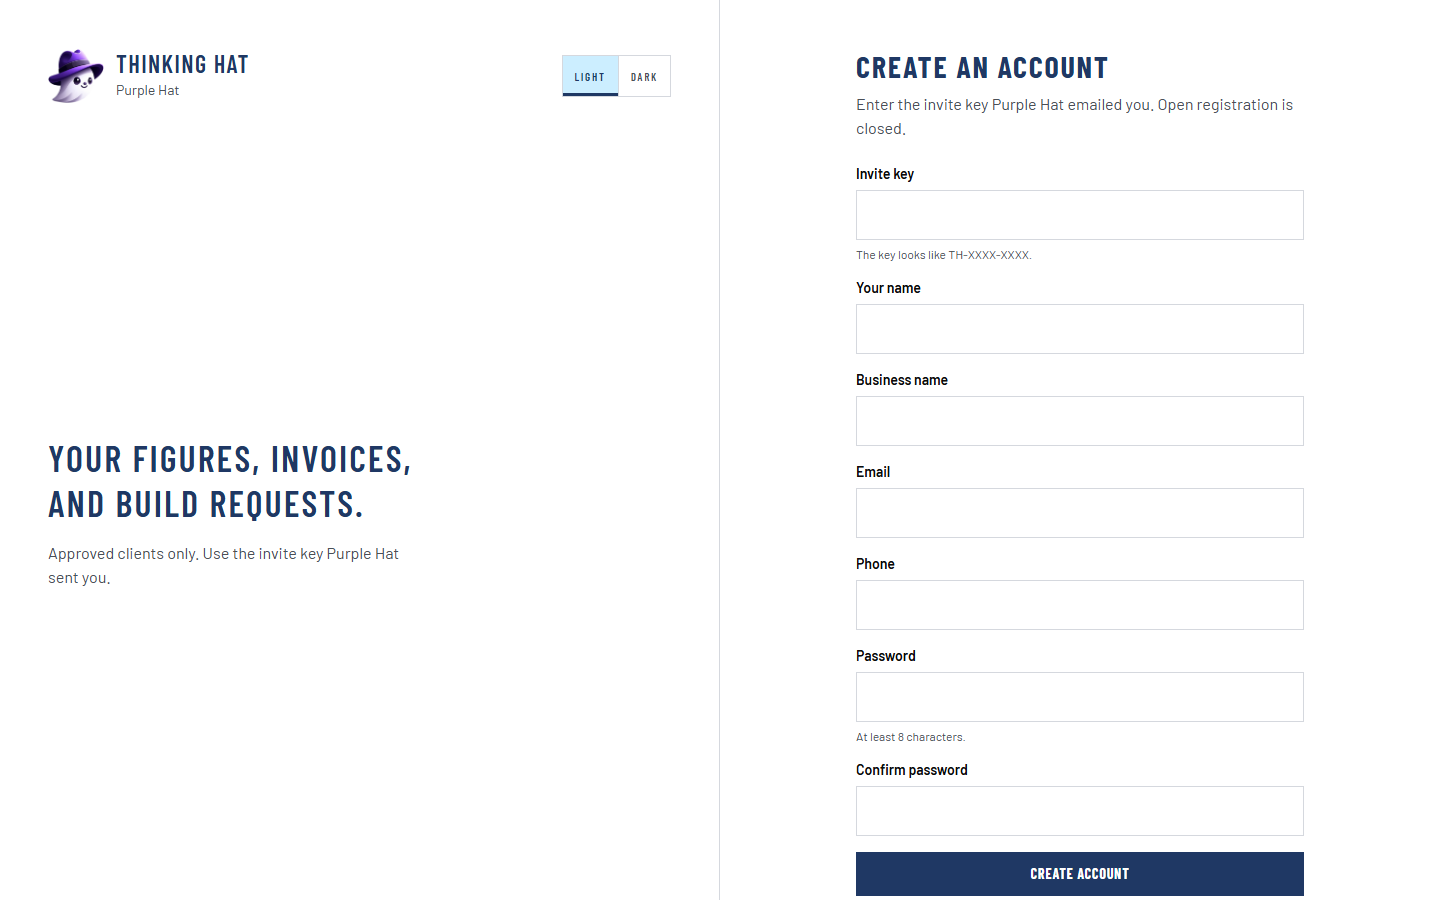 THINKING HAT
Purple Hat
LIGHT
DARK
YOUR FIGURES, INVOICES,
AND BUILD REQUESTS.
Approved clients only. Use the invite key Purple Hat
sent you.
CREATE AN ACCOUNT
Enter the invite key Purple Hat emailed you. Open registration is
closed.
Invite key
The key looks like TH-XXXX-XXXX.
Your name
Business name
Email
Phone
Password
At least 8 characters.
Confirm password
CREATE ACCOUNT